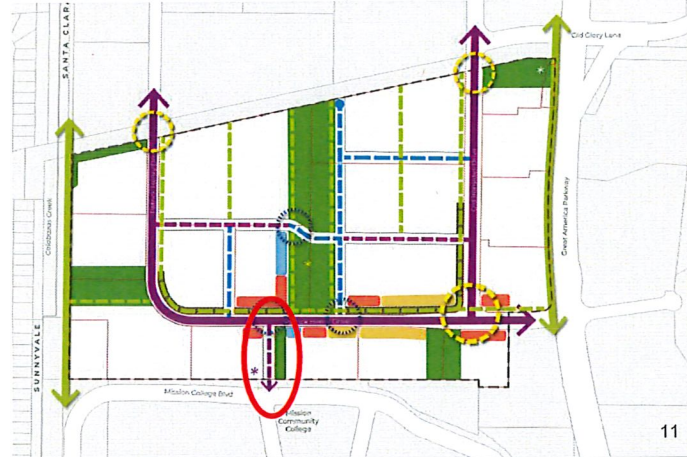 Old Glory Lane
SANTA CLARA
Great America Parkway
Calabazas Creek
SUNNYVALE
Mission College Blvd
Mission
Community
College
11